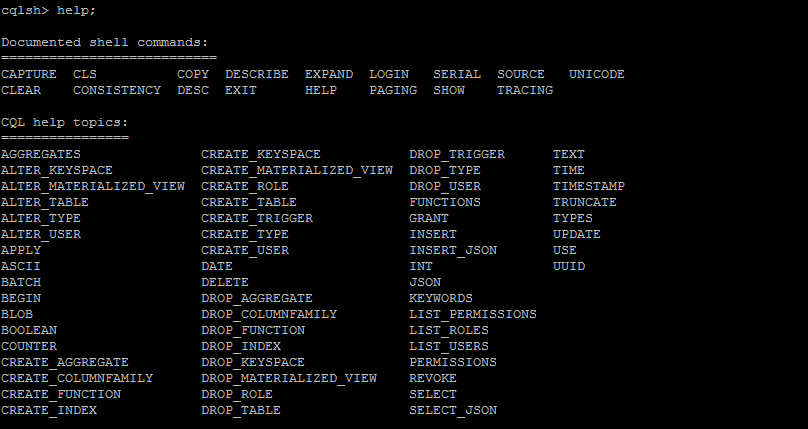 cqlsh> help;
Documented shell commands:
===========================
CAPTURE  CLS          COPY  DESCRIBE  EXPAND  LOGIN   SERIAL  SOURCE   UNICODE
CLEAR    CONSISTENCY  DESC  EXIT      HELP    PAGING  SHOW    TRACING
CQL help topics:
================
AGGREGATES               CREATE_KEYSPACE           DROP_TRIGGER      TEXT
ALTER_KEYSPACE           CREATE_MATERIALIZED_VIEW  DROP_TYPE         TIME
ALTER_MATERIALIZED_VIEW  CREATE_ROLE               DROP_USER         TIMESTAMP
ALTER_TABLE              CREATE_TABLE              FUNCTIONS         TRUNCATE
ALTER_TYPE               CREATE_TRIGGER            GRANT             TYPES
ALTER_USER               CREATE_TYPE               INSERT            UPDATE
APPLY                    CREATE_USER               INSERT_JSON       USE
ASCII                    DATE                      INT               UUID
BATCH                    DELETE                    JSON
BEGIN                    DROP_AGGREGATE            KEYWORDS
BLOB                     DROP_COLUMNFAMILY         LIST_PERMISSIONS
BOOLEAN                  DROP_FUNCTION             LIST_ROLES
COUNTER                  DROP_INDEX                LIST_USERS
CREATE_AGGREGATE         DROP_KEYSPACE             PERMISSIONS
CREATE_COLUMNFAMILY      DROP_MATERIALIZED_VIEW    REVOKE
CREATE_FUNCTION          DROP_ROLE                 SELECT
CREATE_INDEX             DROP_TABLE                SELECT_JSON